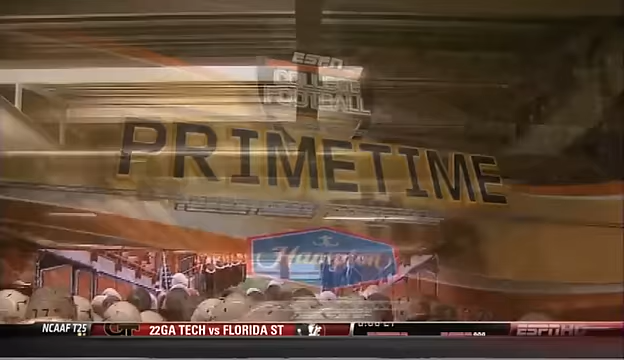 ESPN
COLLEGE
FOOTBALL
PRIMETIME
Hampton
NCAAF T25
22GA TECH vs FLORIDA ST
ESPNHD